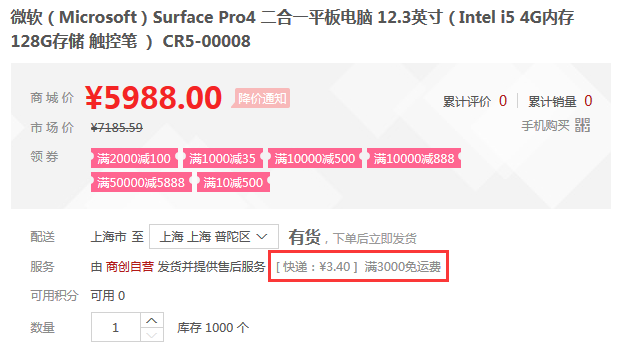 微软（Microsoft）Surface Pro4 二合一平板电脑 12.3英寸（Intel i5 4G内存
128G存储 触控笔 ） CR5-00008
商城价 ¥5988.00 降价通知 累计评价 0 累计销量 0
市场价 ¥7185.59 手机购买
领券 满2000减100 满1000减35 满10000减500 满10000减888
满50000减5888 满10减500
配送 上海市 至 上海 上海 普陀区 有货，下单后立即发货
服务 由 商创自营 发货并提供售后服务 [ 快递：¥3.40 ] 满3000免运费
可用积分 可用 0
数量 1 库存 1000 个